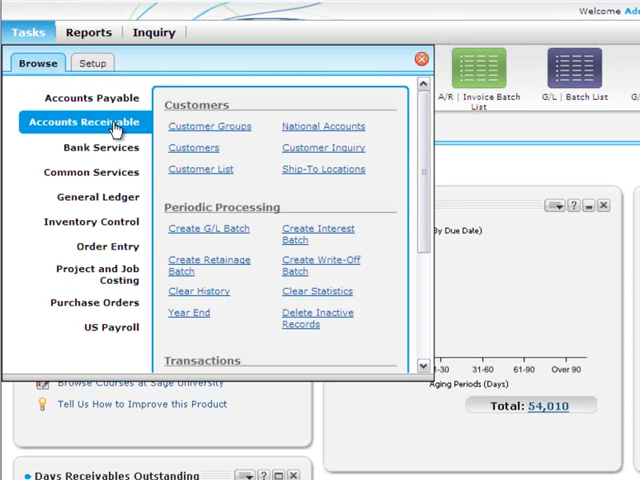 Welcome Ad
Tasks Reports Inquiry
Browse Setup
Accounts Payable
Accounts Receivable
Bank Services
Common Services
General Ledger
Inventory Control
Order Entry
Project and Job
Costing
Purchase Orders
US Payroll
Customers
Customer Groups National Accounts
Customers Customer Inquiry
Customer List Ship-To Locations
Periodic Processing
Create G/L Batch Create Interest
Batch
Create Retainage Create Write-Off
Batch Batch
Clear History Clear Statistics
Year End Delete Inactive
Records
Transactions
A/R | Invoice Batch
List
G/L | Batch List
G/
By Due Date)
-30 31-60 61-90 Over 90
Aging Periods (Days)
Total: 54,010
Browse Courses at Sage University
Tell Us How to Improve this Product
Days Receivables Outstanding